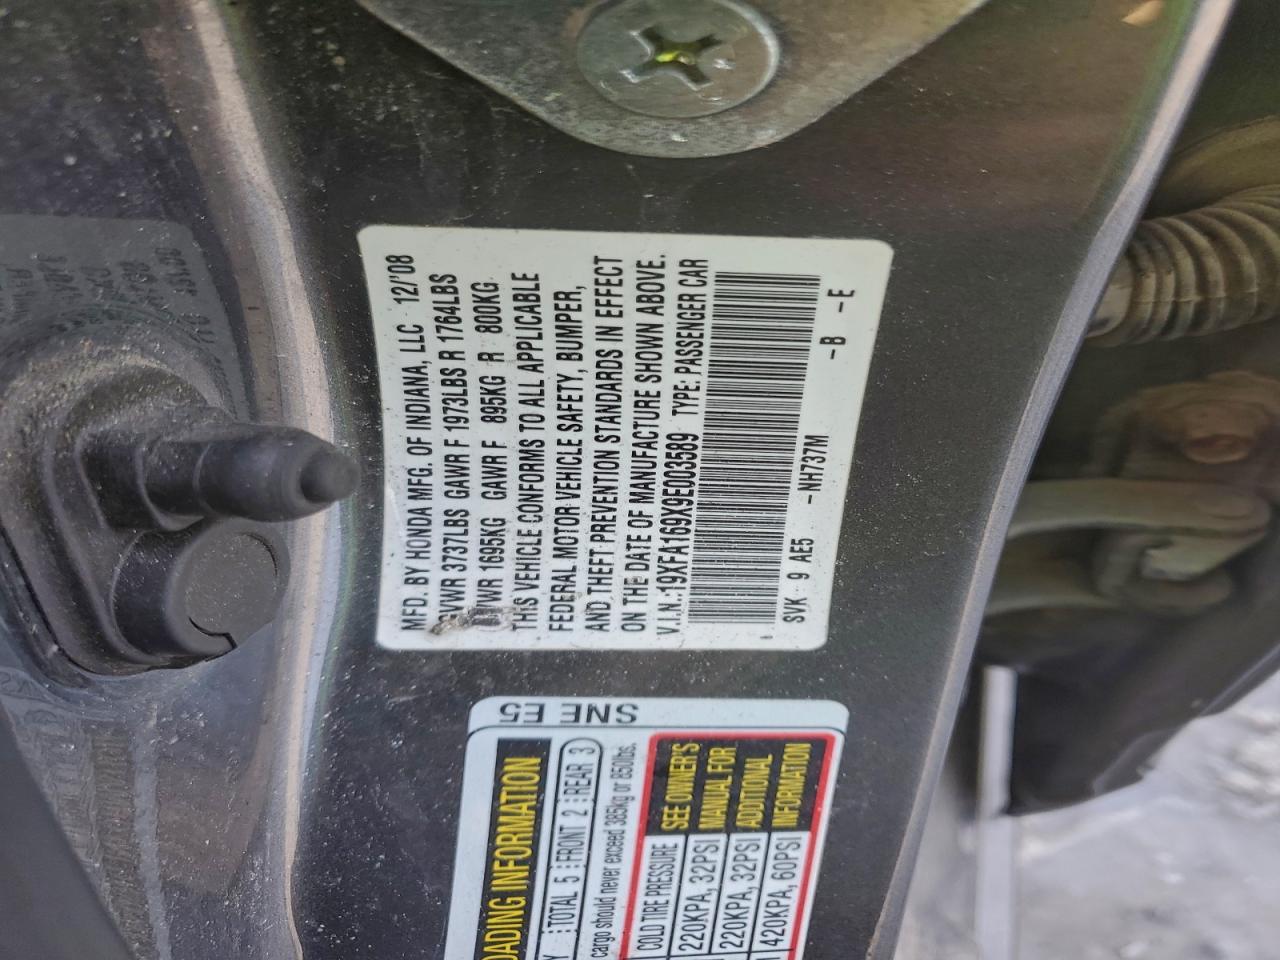 MFD. BY HONDA MFG. OF INDIANA, LLC 12/'08
GVWR 3737LBS GAWR F 1973LBS R 1764LBS
GVWR 1695KG GAWR F 895KG R 800KG
THIS VEHICLE CONFORMS TO ALL APPLICABLE
FEDERAL MOTOR VEHICLE SAFETY, BUMPER,
AND THEFT PREVENTION STANDARDS IN EFFECT
ON THE DATE OF MANUFACTURE SHOWN ABOVE.
V.I.N.:19XFA169X9E003589 TYPE: PASSENGER CAR
SVK - 9 AE5 -NH737M -B -E
SNE E5
OADING INFORMATION
Y TOTAL 5 FRONT 2 REAR 3
cargo should never exceed 385kg or 850lbs.
COLD TIRE PRESSURE
220KPA, 32PSI
220KPA, 32PSI
420KPA, 60PSI
SEE OWNER'S
MANUAL FOR
ADDITIONAL
INFORMATION